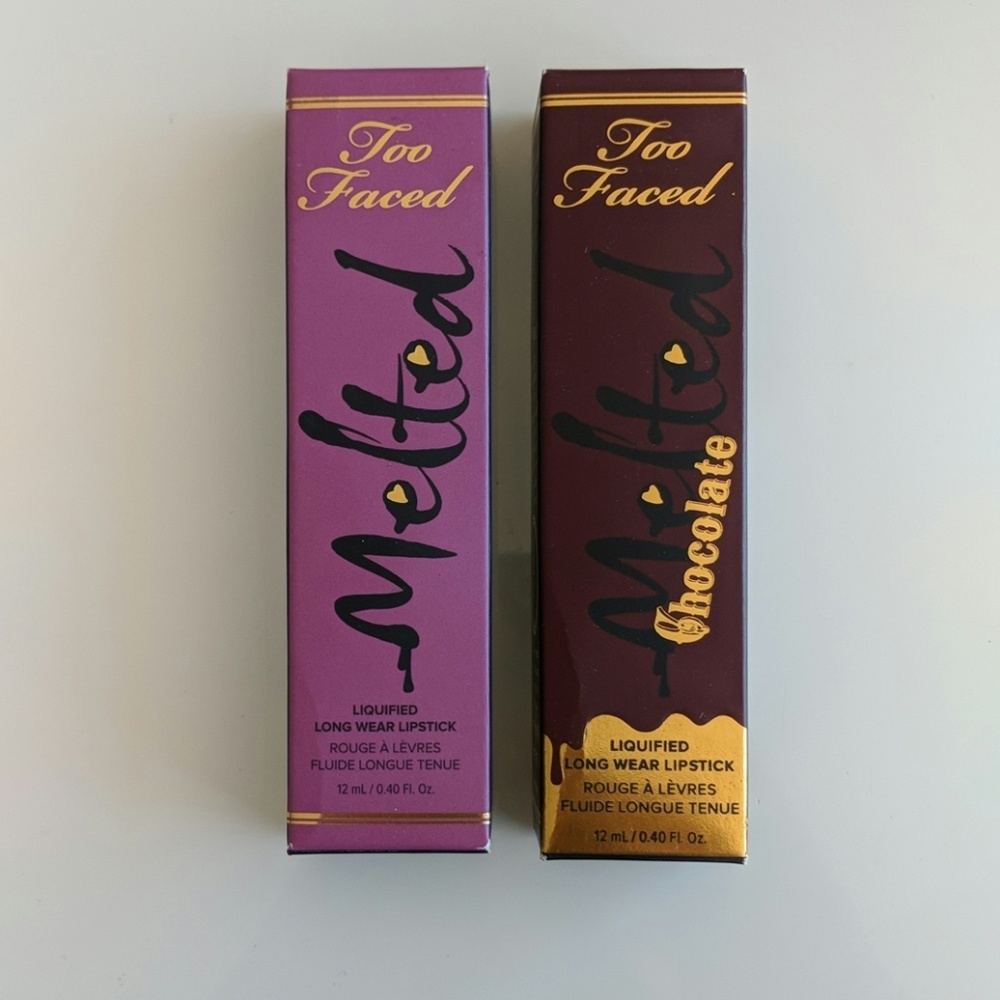 Too
Faced
Melted
LIQUIFIED
LONG WEAR LIPSTICK
ROUGE À LÈVRES
FLUIDE LONGUE TENUE
12 mL / 0.40 Fl. Oz.
Too
Faced
Melted
Chocolate
LIQUIFIED
LONG WEAR LIPSTICK
ROUGE À LÈVRES
FLUIDE LONGUE TENUE
12 mL / 0.40 Fl. Oz.